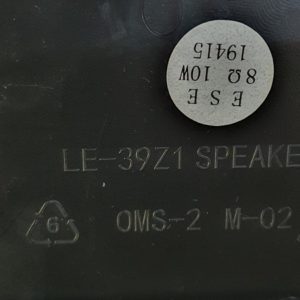 E S E
8Ω 10W
19415
LE-39Z1 SPEAKE
6
OMS-2 M-02